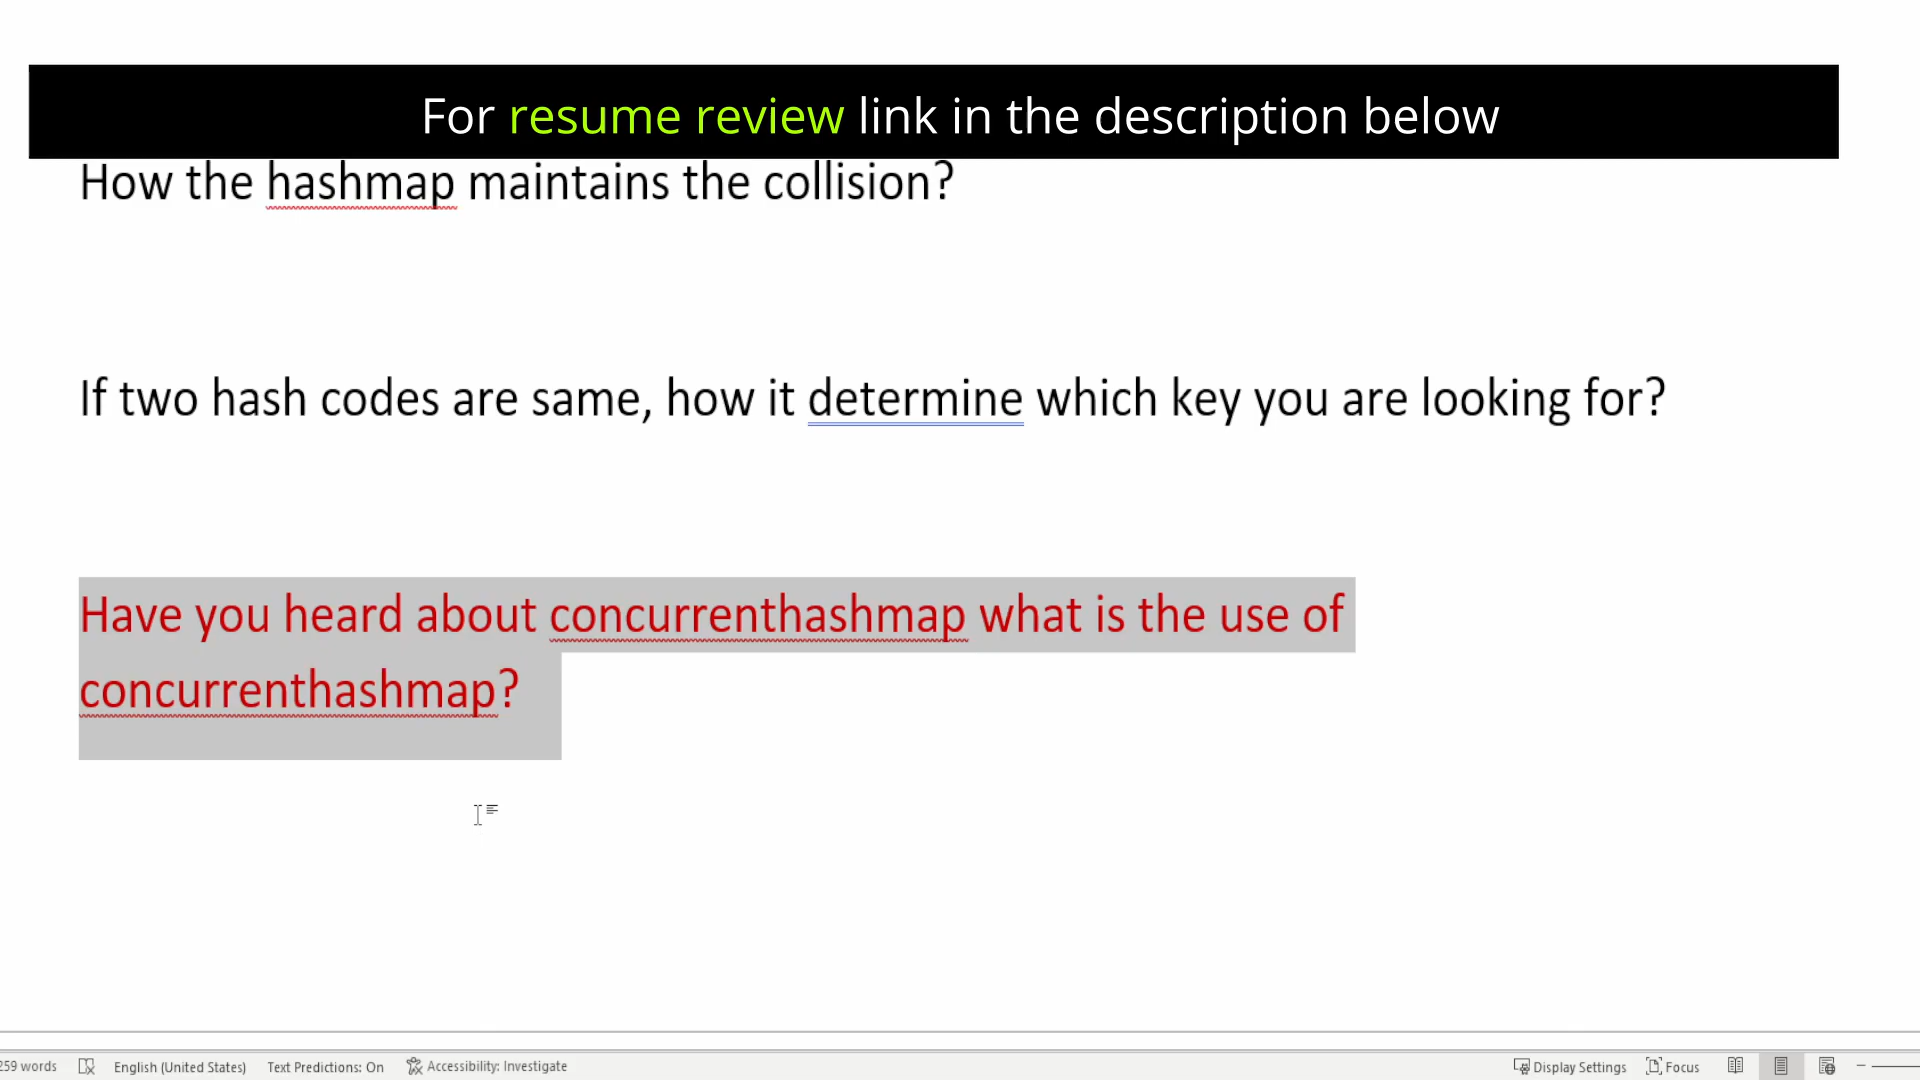 For resume review link in the description below
How the hashmap maintains the collision?
If two hash codes are same, how it determine which key you are looking for?
Have you heard about concurrenthashmap what is the use of
concurrenthashmap?
259 words English (United States) Text Predictions: On Accessibility: Investigate Display Settings Focus